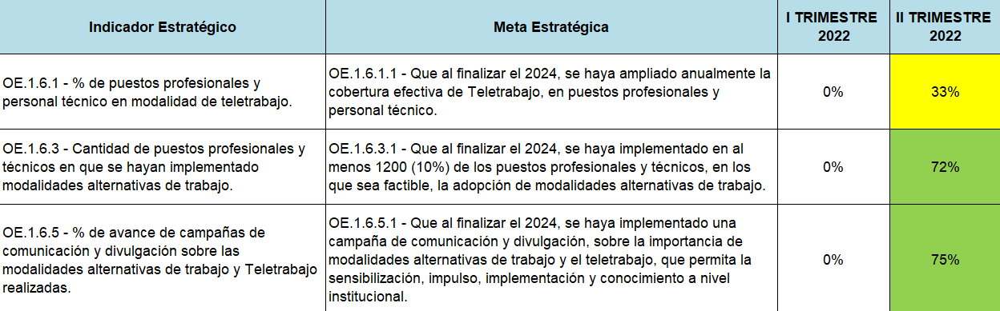 Indicador Estratégico
Meta Estratégica
I TRIMESTRE
2022
II TRIMESTRE
2022
OE.1.6.1 - % de puestos profesionales y
personal técnico en modalidad de teletrabajo.
OE.1.6.1.1 - Que al finalizar el 2024, se haya ampliado anualmente la
cobertura efectiva de Teletrabajo, en puestos profesionales y
personal técnico.
0%
33%
OE.1.6.3 - Cantidad de puestos profesionales y
técnicos en que se hayan implementado
modalidades alternativas de trabajo.
OE.1.6.3.1 - Que al finalizar el 2024, se haya implementado en al
menos 1200 (10%) de los puestos profesionales y técnicos, en los
que sea factible, la adopción de modalidades alternativas de trabajo.
0%
72%
OE.1.6.5 - % de avance de campañas de
comunicación y divulgación sobre las
modalidades alternativas de trabajo y Teletrabajo
realizadas.
OE.1.6.5.1 - Que al finalizar el 2024, se haya implementado una
campaña de comunicación y divulgación, sobre la importancia de
modalidades alternativas de trabajo y el teletrabajo, que permita la
sensibilización, impulso, implementación y conocimiento a nivel
institucional.
0%
75%